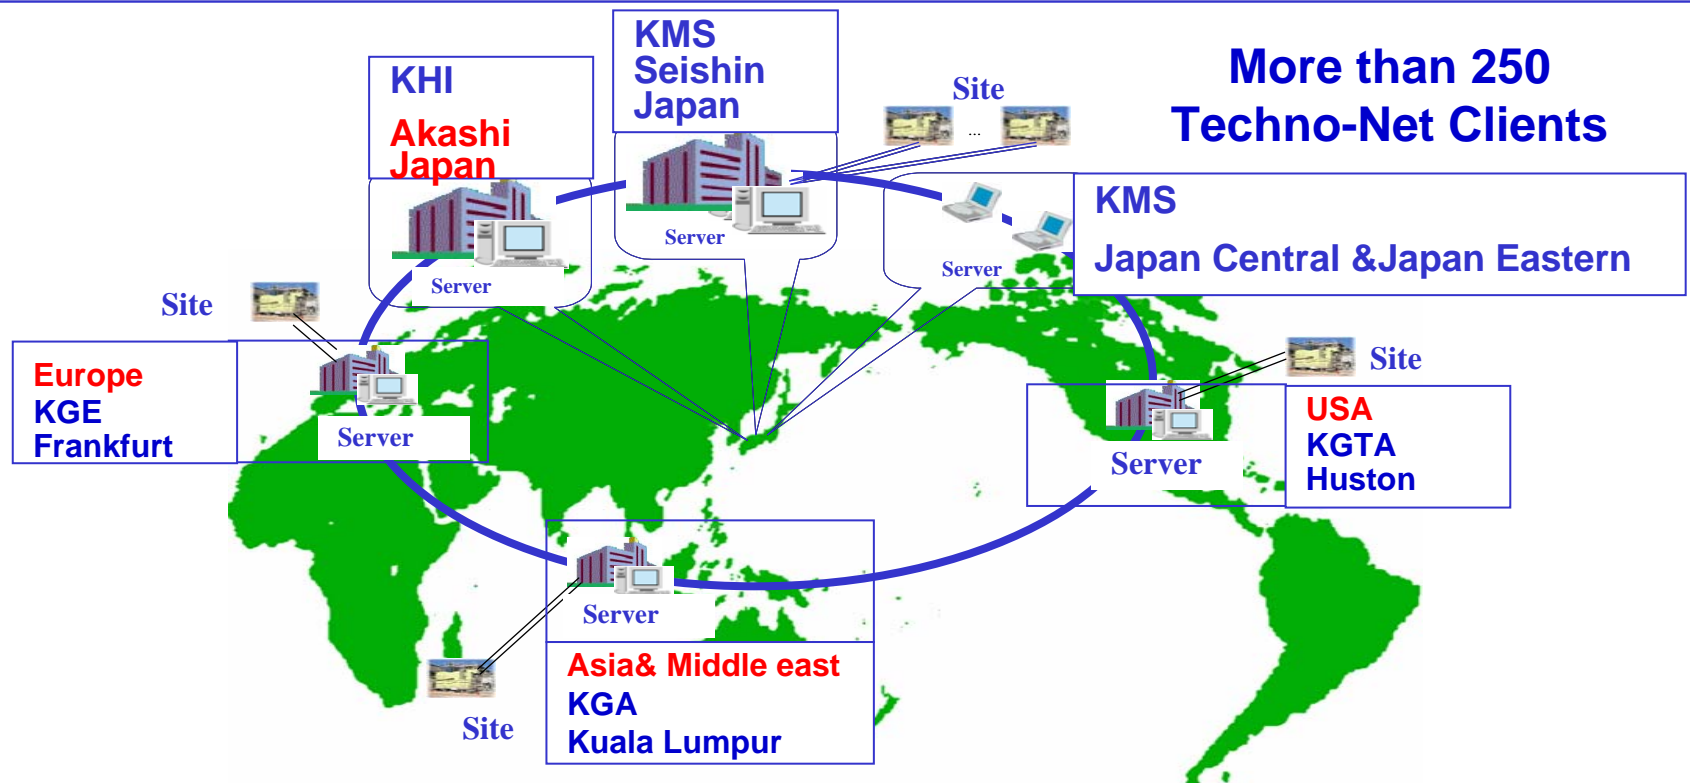 KMS
Seishin
Japan
KHI
Akashi
Japan
Site
...
More than 250
Techno-Net Clients
KMS
Japan Central &Japan Eastern
Server
Server
Server
Site
Europe
KGE
Frankfurt
Server
Site
USA
KGTA
Huston
Server
Server
Asia& Middle east
KGA
Kuala Lumpur
Site